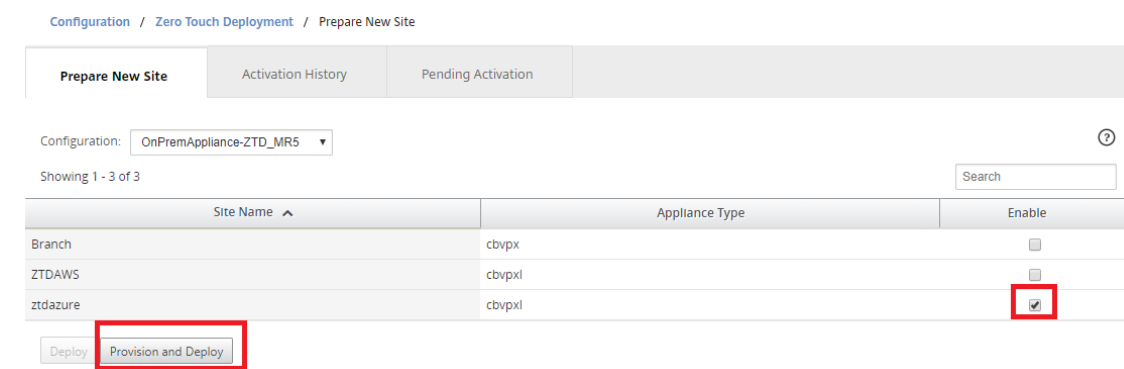 Configuration / Zero Touch Deployment / Prepare New Site
Prepare New Site Activation History Pending Activation
Configuration: OnPremAppliance-ZTD_MR5 ?
Showing 1 - 3 of 3 Search
Site Name Appliance Type Enable
Branch cbvpx
ZTDAWS cbvpxl
ztdazure cbvpxl
Deploy Provision and Deploy